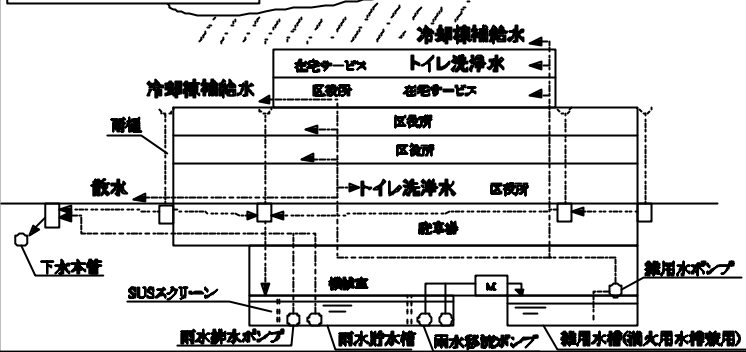 冷却棟補給水
在宅サービス トイレ洗浄水
冷却棟補給水 区役所 在宅サービス
区役所
雨樋
区役所
散水 トイレ洗浄水 区役所
駐車場
下水本管 機械室 雑用水ポンプ
SUSスクリーン M
雨水排水ポンプ 雨水貯水槽 雨水移送ポンプ 雑用水槽(消火用水槽兼用)